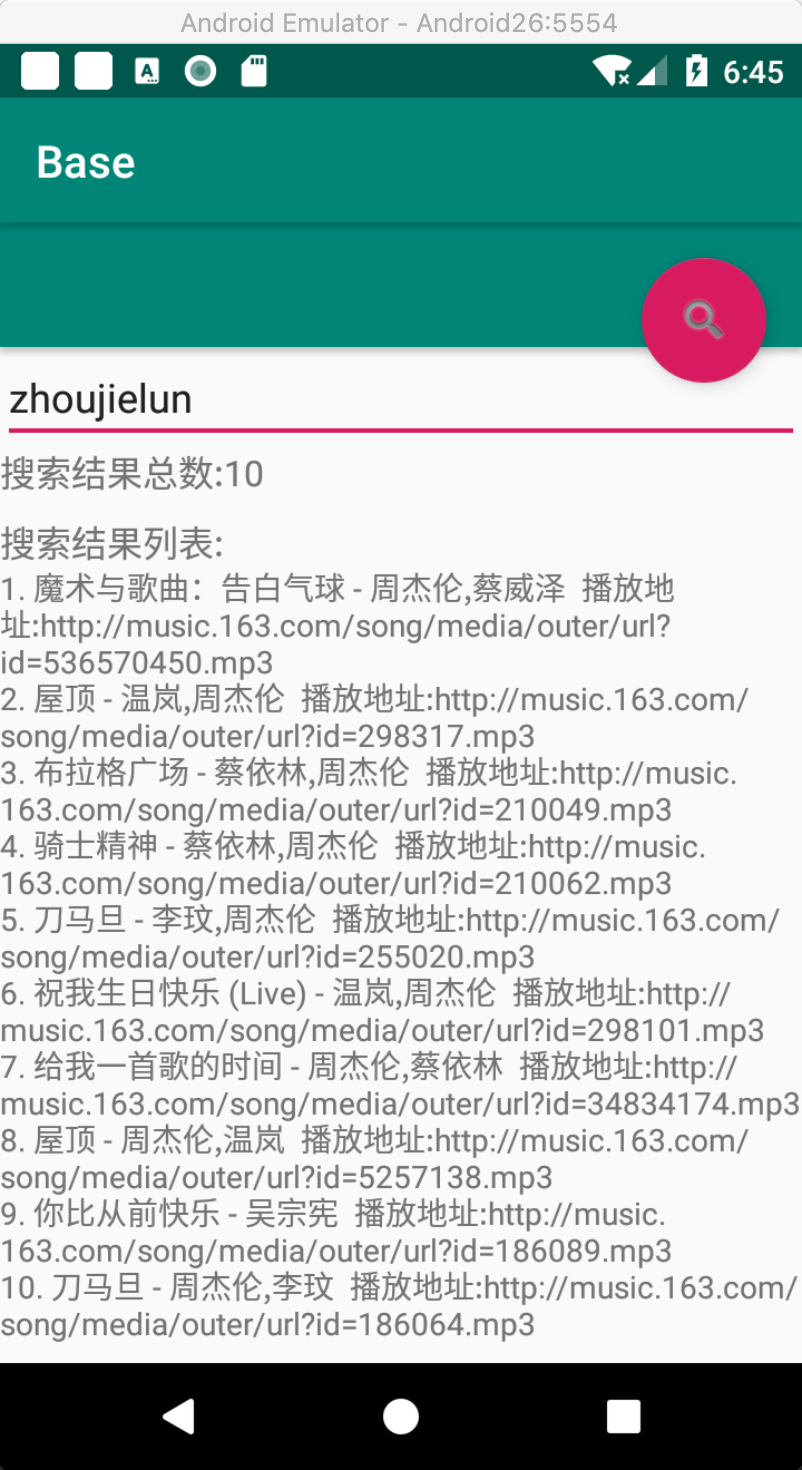 Android Emulator - Android26:5554
6:45
Base
zhoujielun
搜索结果总数:10
搜索结果列表:
1. 魔术与歌曲：告白气球 - 周杰伦,蔡威泽  播放地
址:http://music.163.com/song/media/outer/url?
id=536570450.mp3
2. 屋顶 - 温岚,周杰伦  播放地址:http://music.163.com/
song/media/outer/url?id=298317.mp3
3. 布拉格广场 - 蔡依林,周杰伦  播放地址:http://music.
163.com/song/media/outer/url?id=210049.mp3
4. 骑士精神 - 蔡依林,周杰伦  播放地址:http://music.
163.com/song/media/outer/url?id=210062.mp3
5. 刀马旦 - 李玟,周杰伦  播放地址:http://music.163.com/
song/media/outer/url?id=255020.mp3
6. 祝我生日快乐 (Live) - 温岚,周杰伦  播放地址:http://
music.163.com/song/media/outer/url?id=298101.mp3
7. 给我一首歌的时间 - 周杰伦,蔡依林  播放地址:http://
music.163.com/song/media/outer/url?id=34834174.mp3
8. 屋顶 - 周杰伦,温岚  播放地址:http://music.163.com/
song/media/outer/url?id=5257138.mp3
9. 你比从前快乐 - 吴宗宪  播放地址:http://music.
163.com/song/media/outer/url?id=186089.mp3
10. 刀马旦 - 周杰伦,李玟  播放地址:http://music.163.com/
song/media/outer/url?id=186064.mp3